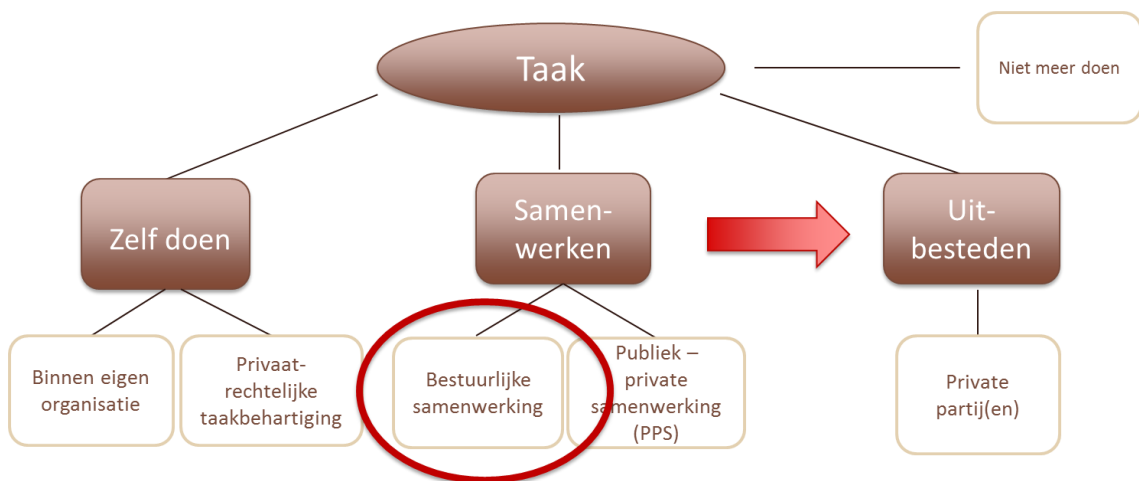 Taak
Niet meer doen
Zelf doen
Samen-
werken
Uit-
besteden
Binnen eigen
organisatie
Privaat-
rechtelijke
taakbehartiging
Bestuurlijke
samenwerking
Publiek –
private
samenwerking
(PPS)
Private
partij(en)